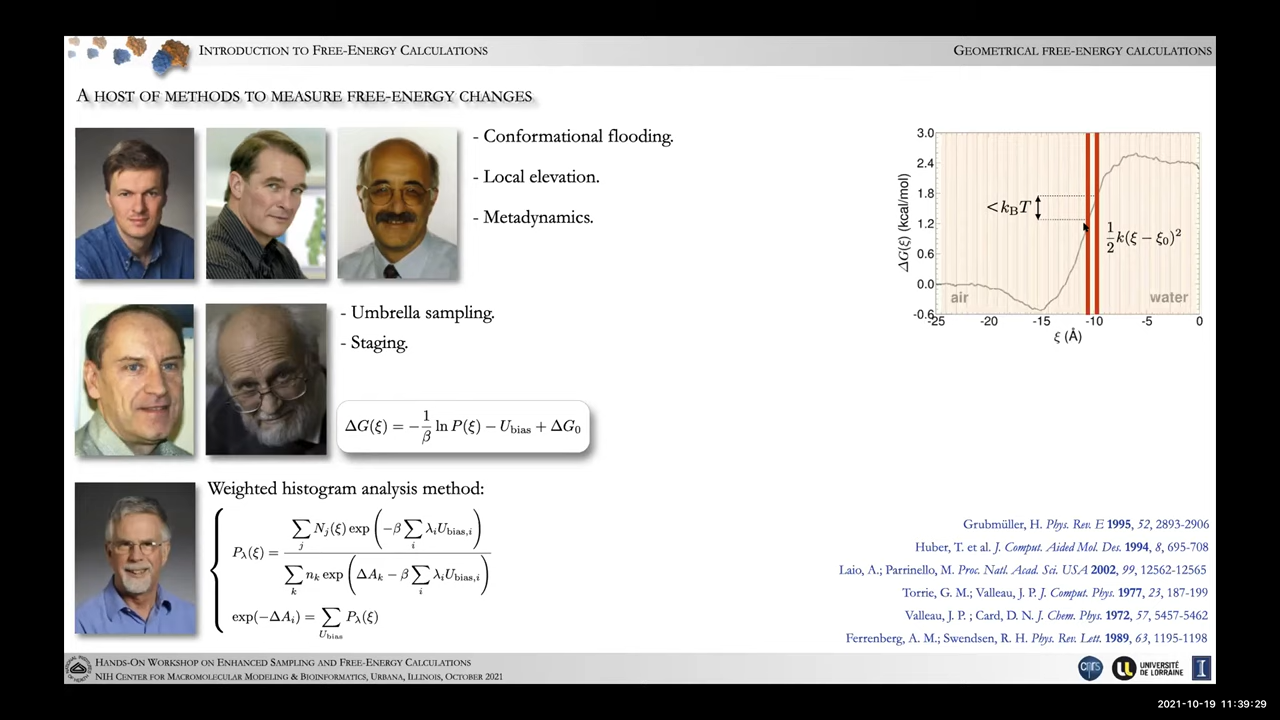 INTRODUCTION TO FREE-ENERGY CALCULATIONS
GEOMETRICAL FREE-ENERGY CALCULATIONS
A HOST OF METHODS TO MEASURE FREE-ENERGY CHANGES
- Conformational flooding.
- Local elevation.
- Metadynamics.
3.0
2.4
1.8
1.2
0.6
0.0
-0.6
ΔG(ξ) (kcal/mol)
< k_B T
½ k(ξ − ξ₀)²
air
water
-25 -20 -15 -10 -5 0
ξ (Å)
- Umbrella sampling.
- Staging.
ΔG(ξ) = −1/β ln P(ξ) − U_bias + ΔG₀
Weighted histogram analysis method:
P_λ(ξ) = ∑_j N_j(ξ) exp(−β ∑_i λ_i U_bias,i) / ∑_k n_k exp(ΔA_k − β ∑_i λ_i U_bias,i)
exp(−ΔA_i) = ∑_{U_bias} P_λ(ξ)
Grubmüller, H. Phys. Rev. E 1995, 52, 2893-2906
Huber, T. et al. J. Comput. Aided Mol. Des. 1994, 8, 695-708
Laio, A.; Parrinello, M. Proc. Natl. Acad. Sci. USA 2002, 99, 12562-12565
Torrie, G. M.; Valleau, J. P. J. Comput. Phys. 1977, 23, 187-199
Valleau, J. P. ; Card, D. N. J. Chem. Phys. 1972, 57, 5457-5462
Ferrenberg, A. M.; Swendsen, R. H. Phys. Rev. Lett. 1989, 63, 1195-1198
HANDS-ON WORKSHOP ON ENHANCED SAMPLING AND FREE-ENERGY CALCULATIONS
NIH CENTER FOR MACROMOLECULAR MODELING & BIOINFORMATICS, URBANA, ILLINOIS, OCTOBER 2021
cnrs
UNIVERSITÉ
DE LORRAINE
I
2021-10-19 11:39:29